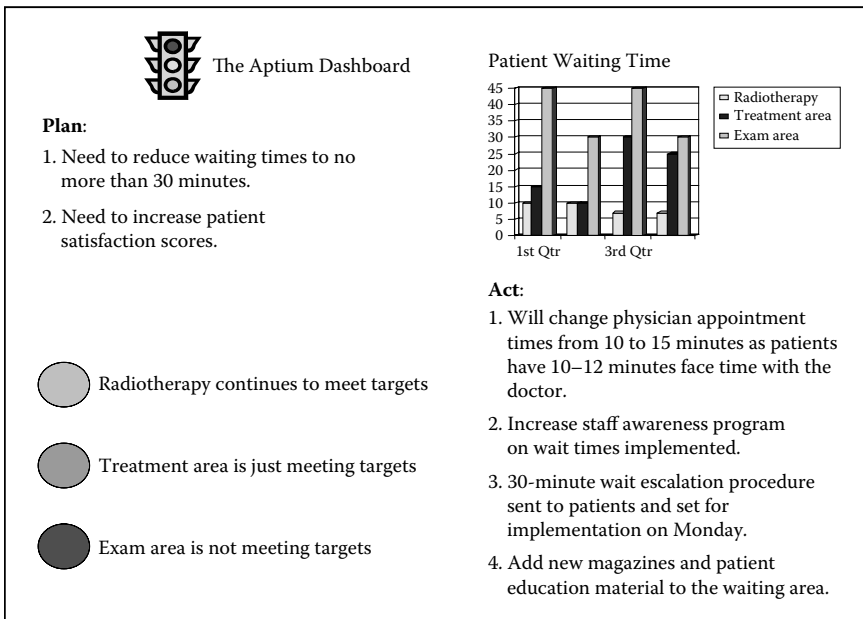 The Aptium Dashboard
Plan:
1. Need to reduce waiting times to no
more than 30 minutes.
2. Need to increase patient
satisfaction scores.
Radiotherapy continues to meet targets
Treatment area is just meeting targets
Exam area is not meeting targets
Patient Waiting Time
45
40
35
30
25
20
15
10
5
0
1st Qtr
3rd Qtr
Radiotherapy
Treatment area
Exam area
Act:
1. Will change physician appointment
times from 10 to 15 minutes as patients
have 10–12 minutes face time with the
doctor.
2. Increase staff awareness program
on wait times implemented.
3. 30-minute wait escalation procedure
sent to patients and set for
implementation on Monday.
4. Add new magazines and patient
education material to the waiting area.